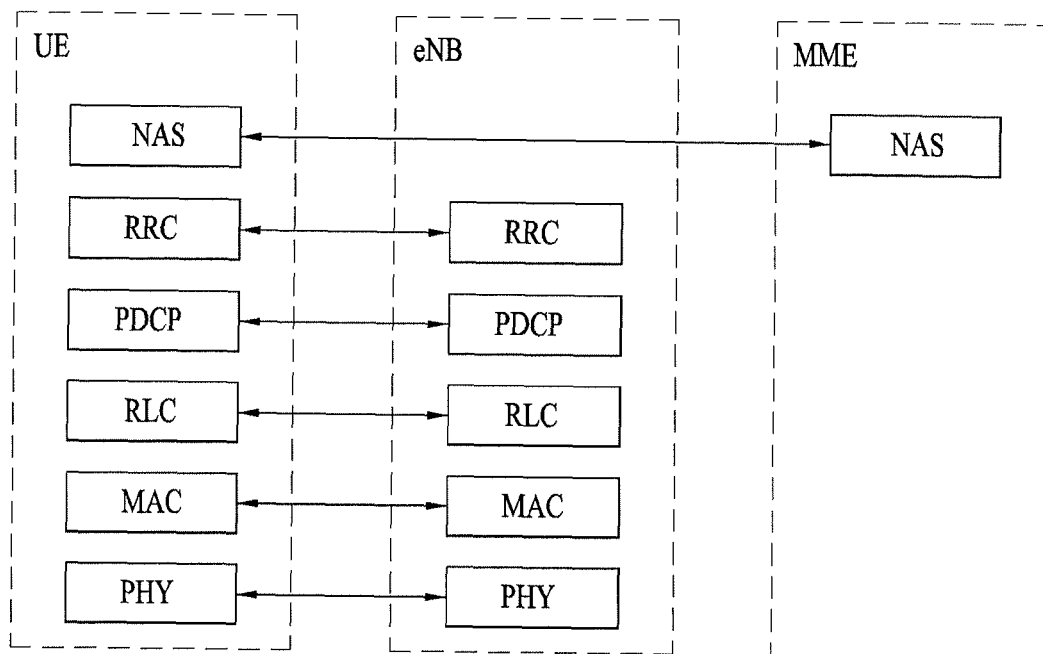 UE
eNB
MME
NAS
NAS
RRC
RRC
PDCP
PDCP
RLC
RLC
MAC
MAC
PHY
PHY